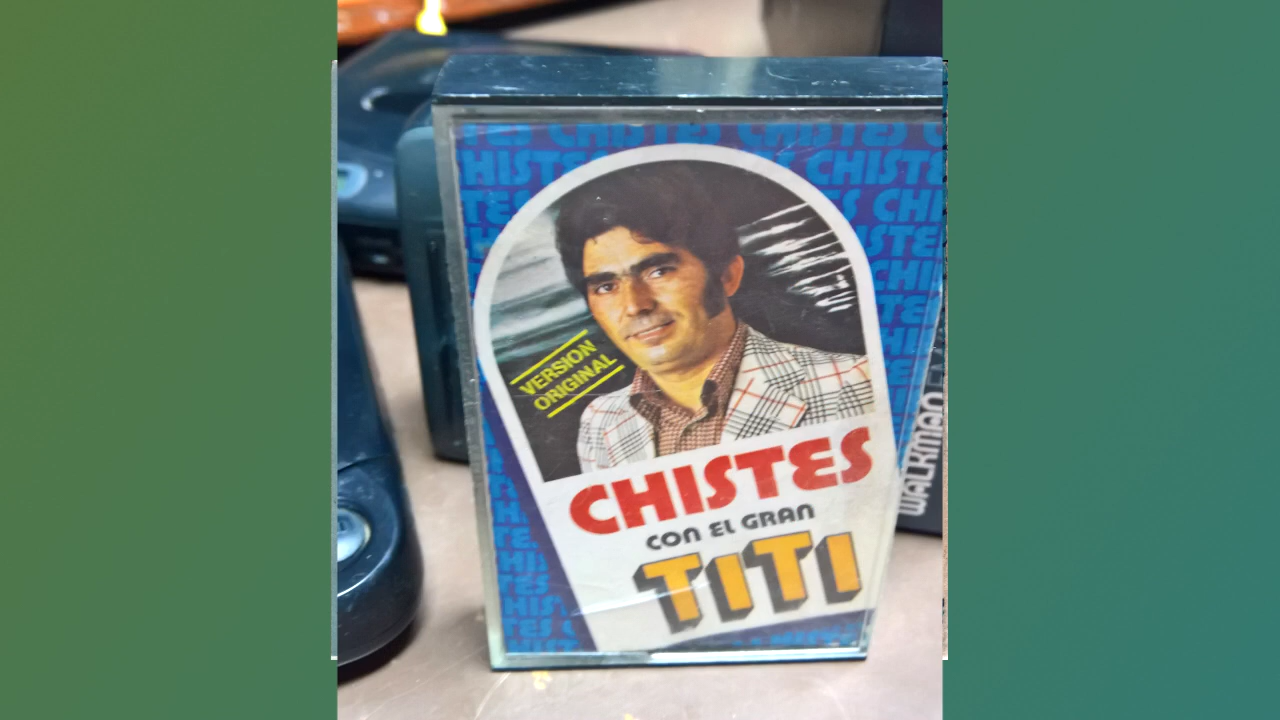 VERSION
ORIGINAL
CHISTES
CON EL GRAN
TITI
WALKMAN